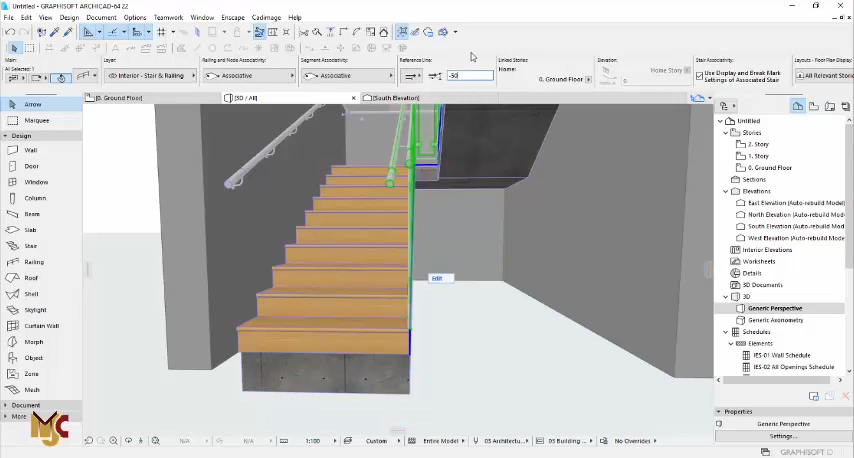 Untitled - GRAPHISOFT ARCHICAD-64 22
File Edit View Design Document Options Teamwork Window Enscape Cadimage Help
Main:
All Selected: 1
Layer:
Interior - Stair & Railing
Railing and Node Associativity:
Associative
Segment Associativity:
Associative
Reference Line:
-50
Linked Stories:
Home:
0. Ground Floor
Elevation:
Home Story
Stair Associativity:
Use Display and Break Mark
Settings of Associated Stair
Floor Plan Display:
All Relevant Stories
Arrow
Marquee
Design
Wall
Door
Window
Column
Beam
Slab
Stair
Railing
Roof
Shell
Skylight
Curtain Wall
Morph
Object
Zone
Mesh
Document
More
[0. Ground Floor]
[3D / All]
[South Elevation]
Edit
Untitled
Stories
2. Story
1. Story
0. Ground Floor
Sections
Elevations
East Elevation (Auto-rebuild Model)
North Elevation (Auto-rebuild Model)
South Elevation (Auto-rebuild Model)
West Elevation (Auto-rebuild Model)
Interior Elevations
Worksheets
Details
3D Documents
3D
Generic Perspective
Generic Axonometry
Schedules
Elements
IES-01 Wall Schedule
IES-02 All Openings Schedule
Properties
Generic Perspective
Settings...
N/A
N/A
1:100
Custom
Entire Model
03 Architectu...
03 Building ...
No Overrides
MJC
GRAPHISOFT